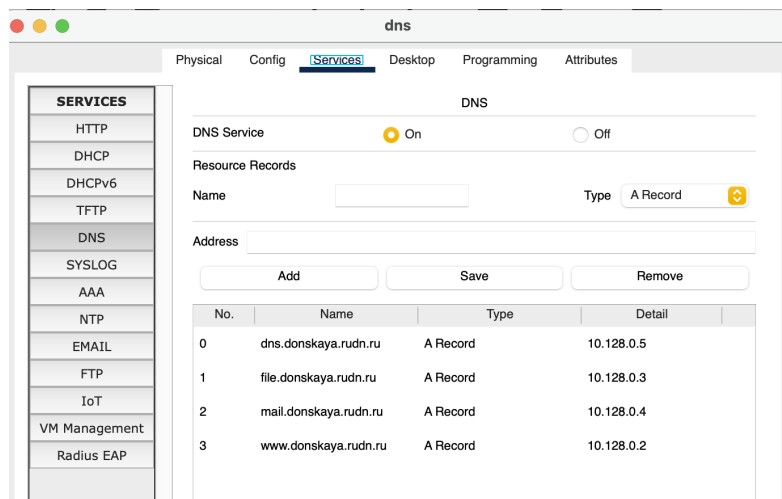 dns
Physical Config Services Desktop Programming Attributes
SERVICES
HTTP
DHCP
DHCPv6
TFTP
DNS
SYSLOG
AAA
NTP
EMAIL
FTP
IoT
VM Management
Radius EAP
DNS
DNS Service On Off
Resource Records
Name Type A Record
Address
Add Save Remove
No. Name Type Detail
0 dns.donskaya.rudn.ru A Record 10.128.0.5
1 file.donskaya.rudn.ru A Record 10.128.0.3
2 mail.donskaya.rudn.ru A Record 10.128.0.4
3 www.donskaya.rudn.ru A Record 10.128.0.2